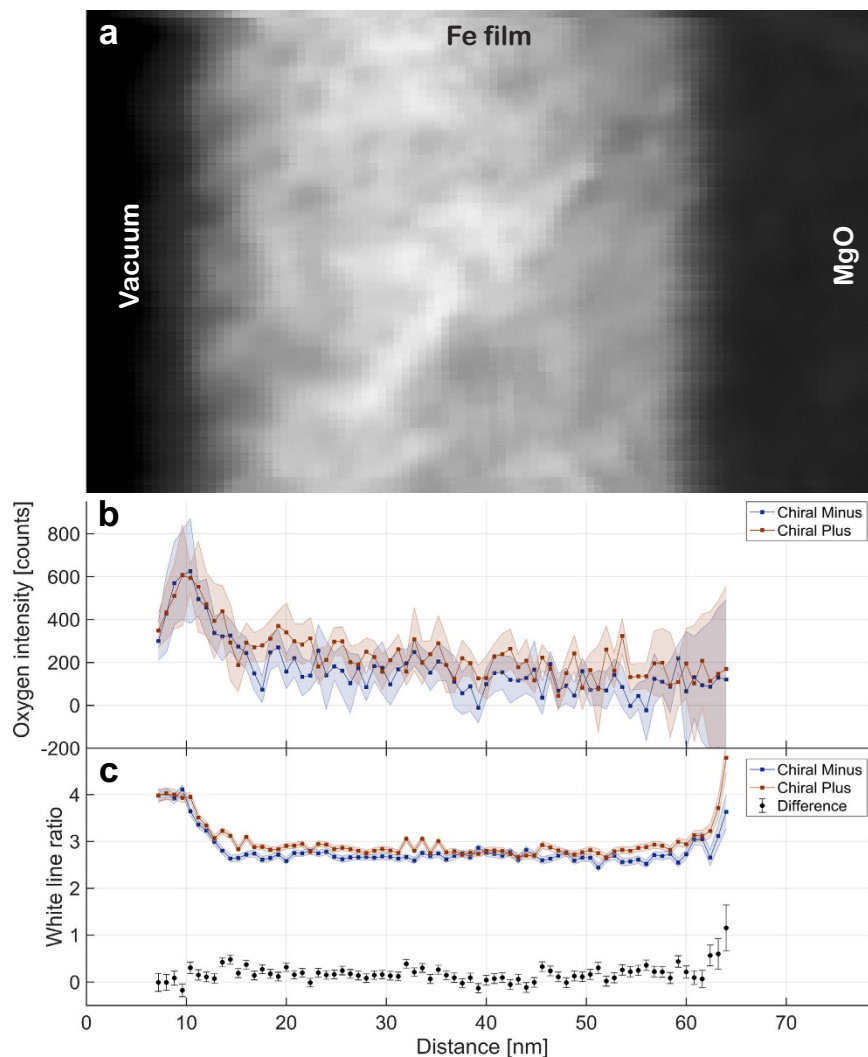 a
Fe film
Vacuum
MgO
b
Chiral Minus
Chiral Plus
Oxygen intensity [counts]
800
600
400
200
0
-200
c
Chiral Minus
Chiral Plus
Difference
White line ratio
4
3
2
1
0
0 10 20 30 40 50 60 70
Distance [nm]